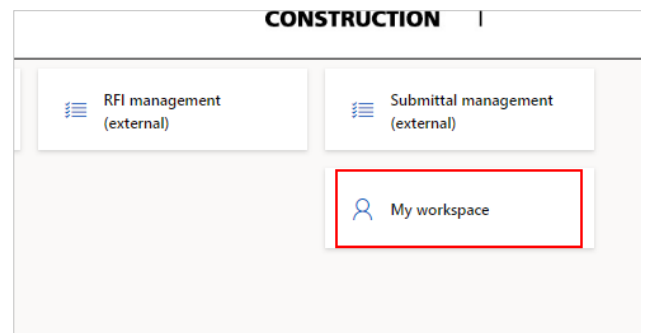 CONSTRUCTION
RFI management
(external)
Submittal management
(external)
My workspace